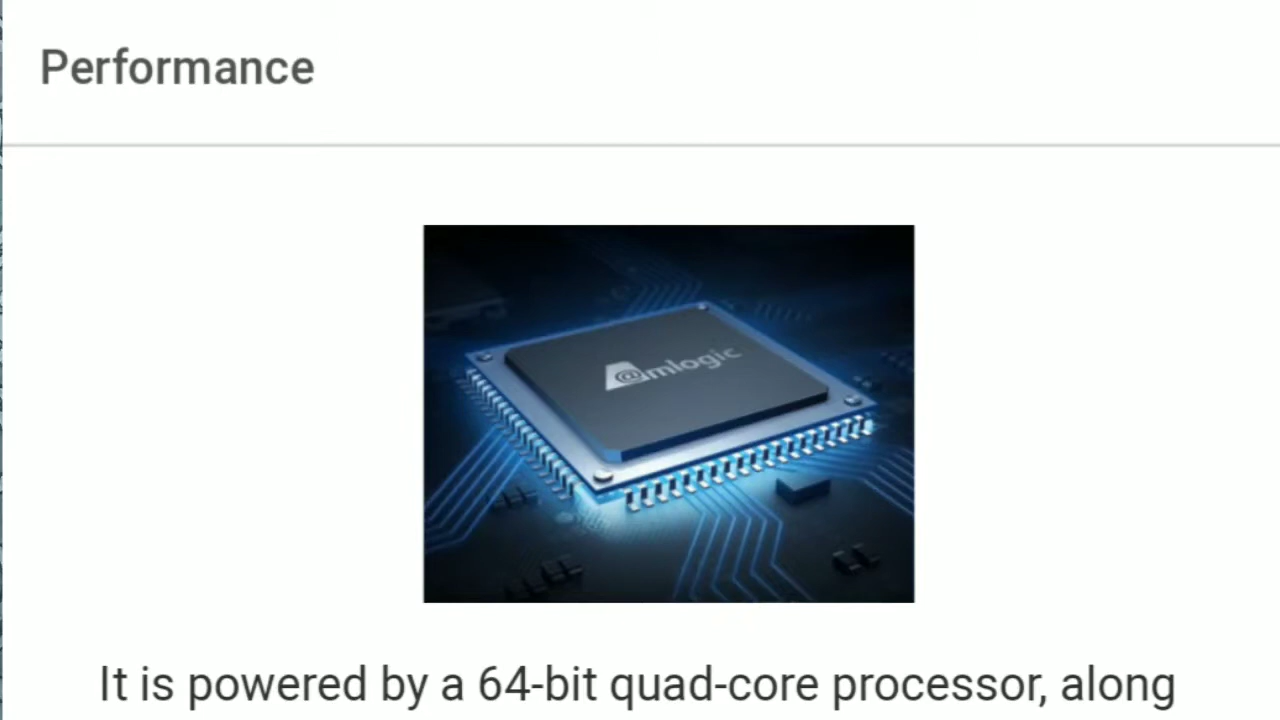 Performance
@mlogic
It is powered by a 64-bit quad-core processor, along